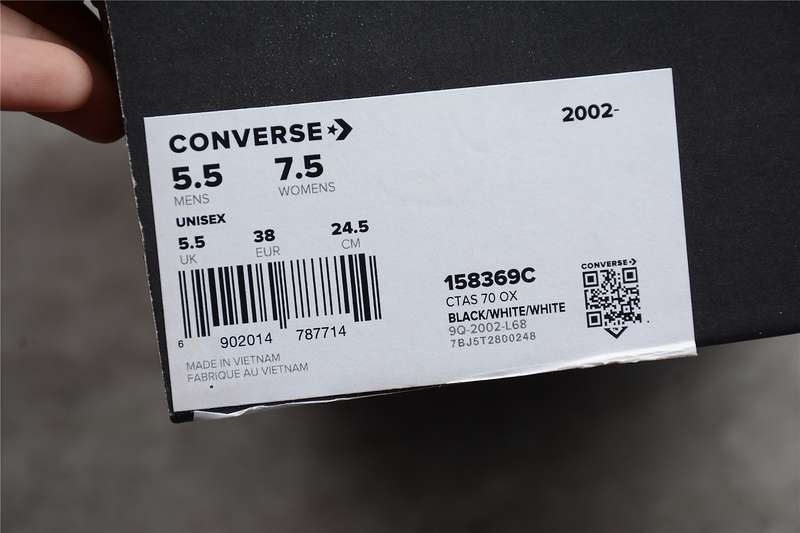 CONVERSE
2002-
5.5 7.5
MENS WOMENS
UNISEX
5.5 38 24.5
UK EUR CM
6 902014 787714
MADE IN VIETNAM
FABRIQUE AU VIETNAM
158369C
CTAS 70 OX
BLACK/WHITE/WHITE
9Q-2002-L68
7BJ5T2800248
CONVERSE